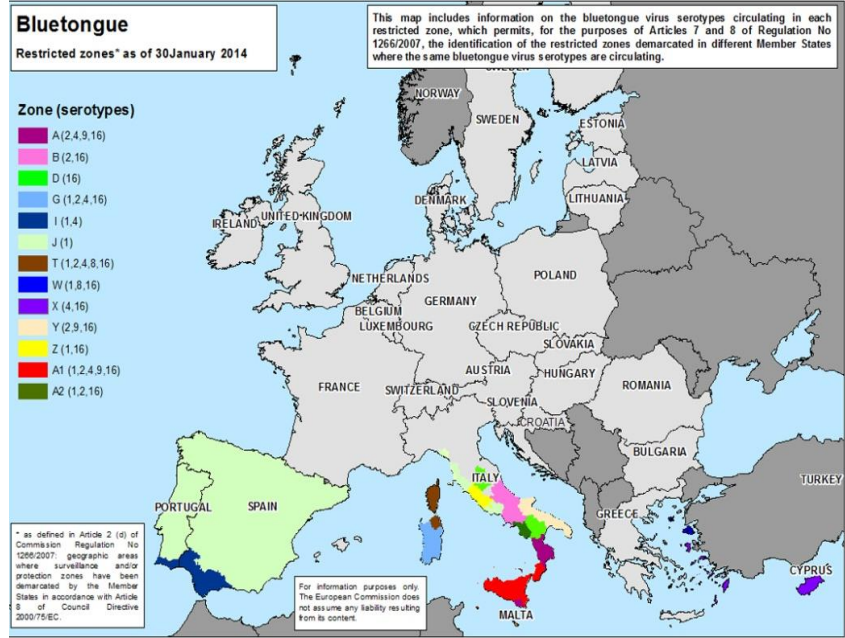 Bluetongue
Restricted zones* as of 30January 2014
This map includes information on the bluetongue virus serotypes circulating in each
restricted zone, which permits, for the purposes of Articles 7 and 8 of Regulation No
1266/2007, the identification of the restricted zones demarcated in different Member States
where the same bluetongue virus serotypes are circulating.
Zone (serotypes)
A (2,4,9,16)
B (2,16)
D (16)
G (1,2,4,16)
I (1,4)
J (1)
T (1,2,4,8,16)
W (1,8,16)
X (4,16)
Y (2,9,16)
Z (1,16)
A1 (1,2,4,9,16)
A2 (1,2,16)
SWEDEN
NORWAY
SWEDEN
ESTONIA
LATVIA
DENMARK
LITHUANIA
IRELAND
UNITED KINGDOM
NETHERLANDS
POLAND
GERMANY
BELGIUM
LUXEMBOURG
CZECH REPUBLIC
SLOVAKIA
AUSTRIA
HUNGARY
FRANCE
SWITZERLAND
ROMANIA
SLOVENIA
CROATIA
BULGARIA
ITALY
TURKEY
PORTUGAL
SPAIN
GREECE
CYPRUS
MALTA
* as defined in Article 2 (d) of
Commission Regulation No
1266/2007: geographic areas
where surveillance and/or
protection zones have been
demarcated by the Member
States in accordance with Article
8 of Council Directive
2000/75/EC.
For information purposes only.
The European Commission does
not assume any liability resulting
from its content.